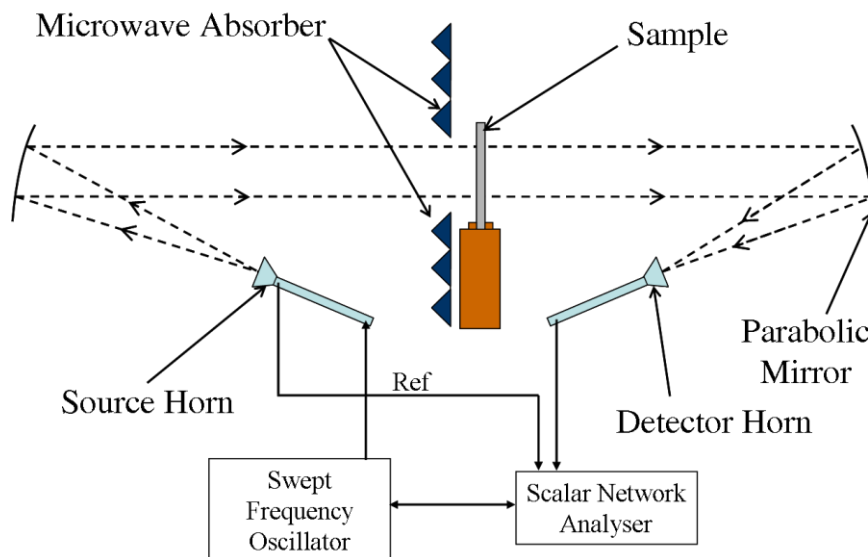 Microwave Absorber
Sample
Parabolic
Mirror
Source Horn
Ref
Detector Horn
Swept
Frequency
Oscillator
Scalar Network
Analyser